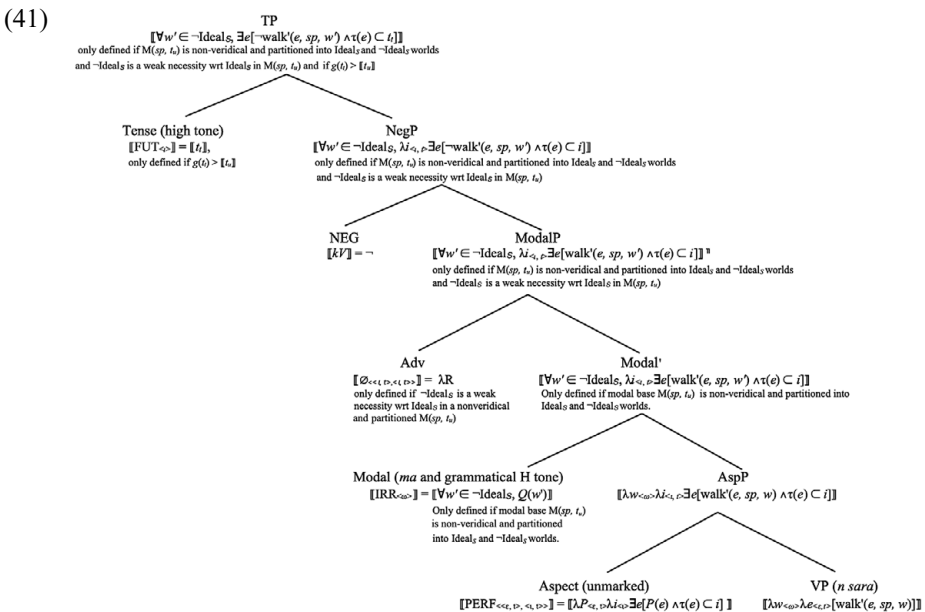 (41)
TP
⟦∀w'∈ ¬Ideal_S, ∃e[¬walk'(e, sp, w') ∧τ(e) ⊂ t_i]⟧
only defined if M(sp, t_u) is non-veridical and partitioned into Ideal_S and ¬Ideal_S worlds
and ¬Ideal_S is a weak necessity wrt Ideal_S in M(sp, t_u) and if g(t_i) > ⟦t_u⟧
Tense (high tone)
⟦FUT_<i>⟧ = ⟦t_i⟧,
only defined if g(t_i) > ⟦t_u⟧
NegP
⟦∀w'∈ ¬Ideal_S, λi_<i, t>∃e[¬walk'(e, sp, w') ∧τ(e) ⊂ i]⟧
only defined if M(sp, t_u) is non-veridical and partitioned into Ideal_S and ¬Ideal_S worlds
and ¬Ideal_S is a weak necessity wrt Ideal_S in M(sp, t_u)
NEG
⟦kV⟧ = ¬
ModalP
⟦∀w'∈ ¬Ideal_S, λi_<i, t>∃e[walk'(e, sp, w') ∧τ(e) ⊂ i]⟧ "
only defined if M(sp, t_u) is non-veridical and partitioned into Ideal_S and ¬Ideal_S worlds
and ¬Ideal_S is a weak necessity wrt Ideal_S in M(sp, t_u)
Adv
⟦∅_<<i, t>,<i, t>>⟧ = λR
only defined if ¬Ideal_S is a weak
necessity wrt Ideal_S in a nonveridical
and partitioned M(sp, t_u)
Modal'
⟦∀w'∈ ¬Ideal_S, λi_<i, t>∃e[walk'(e, sp, w') ∧τ(e) ⊂ i]⟧
Only defined if modal base M(sp, t_u) is non-veridical and partitioned into
Ideal_S and ¬Ideal_S worlds.
Modal (ma and grammatical H tone)
⟦IRR_<ω>⟧ = ⟦∀w'∈ ¬Ideal_S, Q(w')⟧
Only defined if modal base M(sp, t_u)
is non-veridical and partitioned
into Ideal_S and ¬Ideal_S worlds.
AspP
⟦λw_<ω>λi_<i, t>∃e[walk'(e, sp, w) ∧τ(e) ⊂ i]⟧
Aspect (unmarked)
⟦PERF_<<ε, t>, <i, t>>⟧ = ⟦λP_<ε, t>λi_<i>∃e[P(e) ∧τ(e) ⊂ i ] ⟧
VP (n sara)
⟦λw_<ω>λe_<ε,t>[walk'(e, sp, w)]⟧